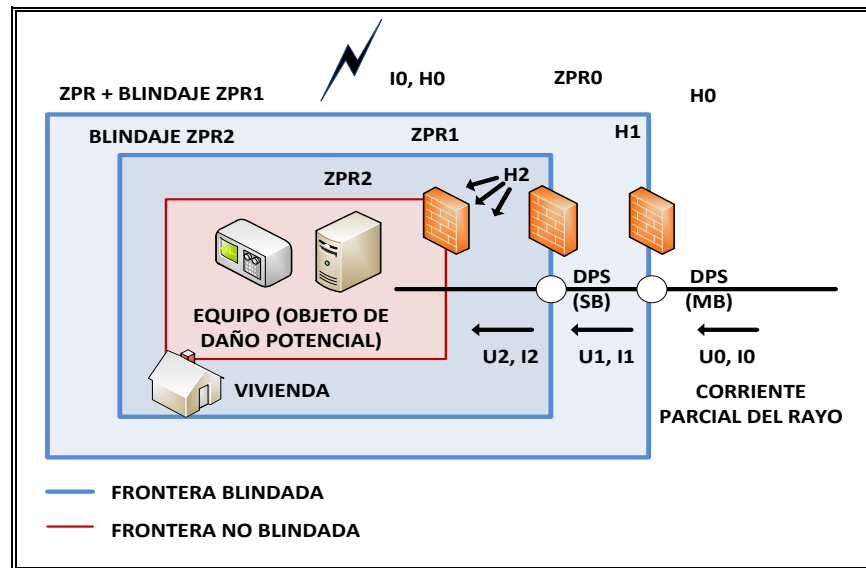 I0, H0
ZPR0
H0
ZPR + BLINDAJE ZPR1
BLINDAJE ZPR2
ZPR1
H1
ZPR2
H2
DPS
(SB)
DPS
(MB)
EQUIPO (OBJETO DE
DAÑO POTENCIAL)
U2, I2
U1, I1
U0, I0
VIVIENDA
CORRIENTE
PARCIAL DEL RAYO
FRONTERA BLINDADA
FRONTERA NO BLINDADA